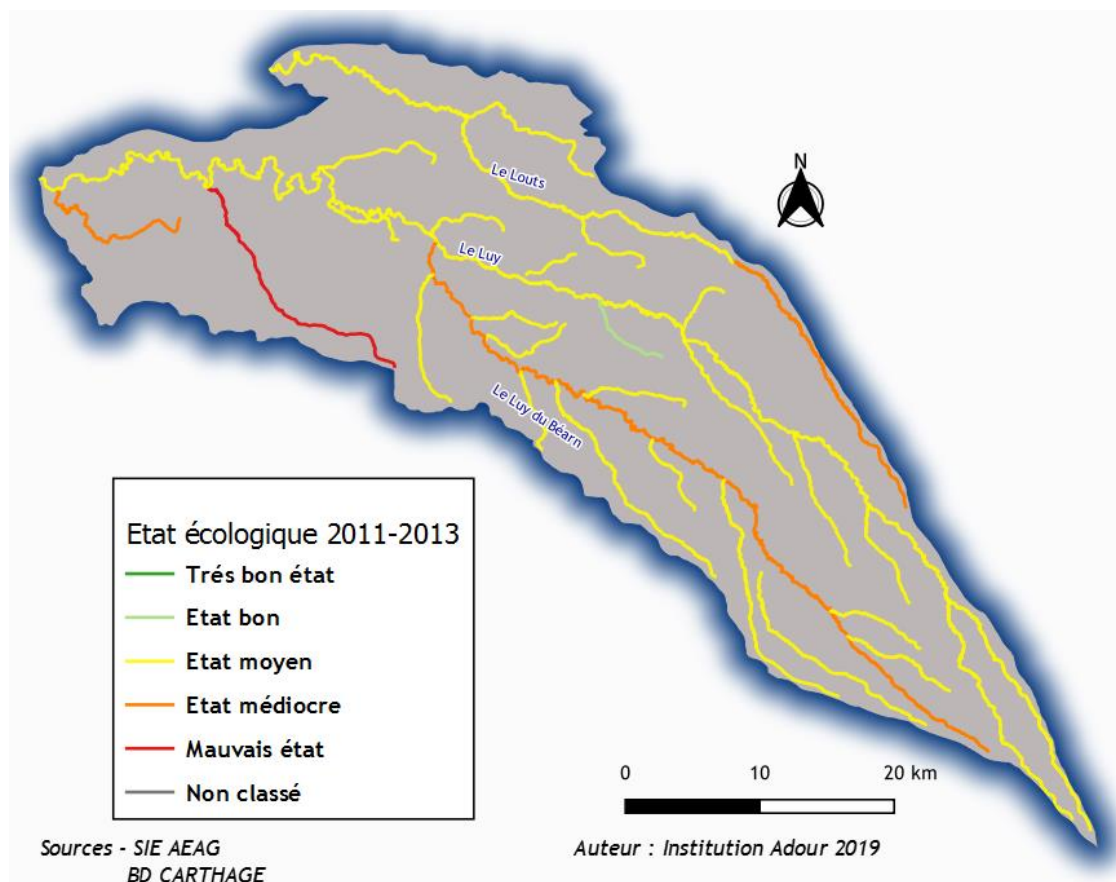 N
Le Louts
Le Luy
Le Luy du Béarn
Etat écologique 2011-2013
Trés bon état
Etat bon
Etat moyen
Etat médiocre
Mauvais état
Non classé
0 10 20 km
Sources - SIE AEAG
BD CARTHAGE
Auteur : Institution Adour 2019